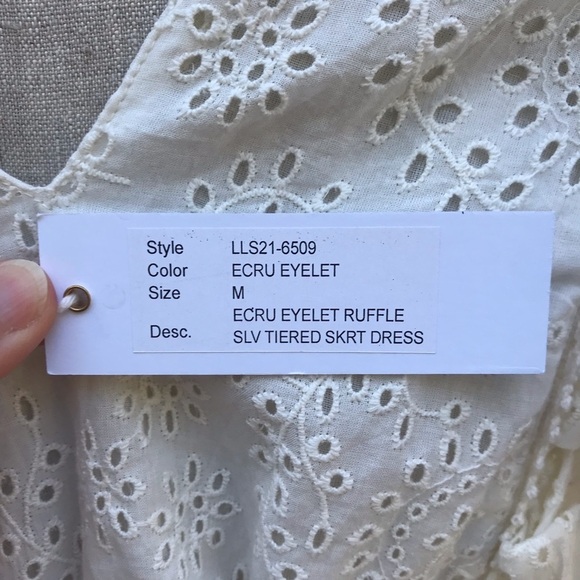 Style LLS21-6509
Color ECRU EYELET
Size M
ECRU EYELET RUFFLE
Desc. SLV TIERED SKRT DRESS